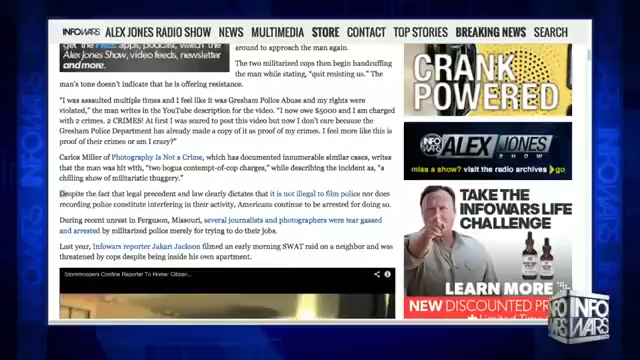 INFOWARS ALEX JONES RADIO SHOW NEWS MULTIMEDIA STORE CONTACT TOP STORIES BREAKING NEWS SEARCH
get the FREE apps, podcast, watch the
Alex Jones Show, video feeds, newsletter
and more.
around to approach the man again.
The two militarized cops then begin handcuffing
the man while stating, “quit resisting us.” The
man’s tone doesn’t indicate that he is offering resistance.
“I was assaulted multiple times and I feel like it was Gresham Police Abuse and my rights were
violated,” the man writes in the YouTube description for the video. “I now owe $5000 and I am charged
with 2 crimes. 2 CRIMES! At first I was scared to post this video but now I don’t care because the
Gresham Police Department has already made a copy of it as proof of my crimes. I feel more like this is
proof of their crimes or am I crazy?”
Carlos Miller of Photography Is Not a Crime, which has documented innumerable similar cases, writes
that the man was hit with, “two bogus contempt-of-cop charges,” while describing the incident as, “a
chilling show of militaristic thuggery.”
Despite the fact that legal precedent and law clearly dictates that it is not illegal to film police nor does
recording police constitute interfering in their activity, Americans continue to be arrested for doing so.
During recent unrest in Ferguson, Missouri, several journalists and photographers were tear gassed
and arrested by militarized police merely for trying to do their jobs.
Last year, Infowars reporter Jakari Jackson filmed an early morning SWAT raid on a neighbor and was
threatened by cops despite being inside his own apartment.
Stormtroopers Confine Reporter To Home: Citizen...
CRANK
POWERED
INFO WARS ALEX JONES
SHOW
miss a show? visit the radio archives go
TAKE THE
INFOWARS LIFE
CHALLENGE
LEARN MORE
NEW DISCOUNTED PR
Limited Time
INFO
WARS